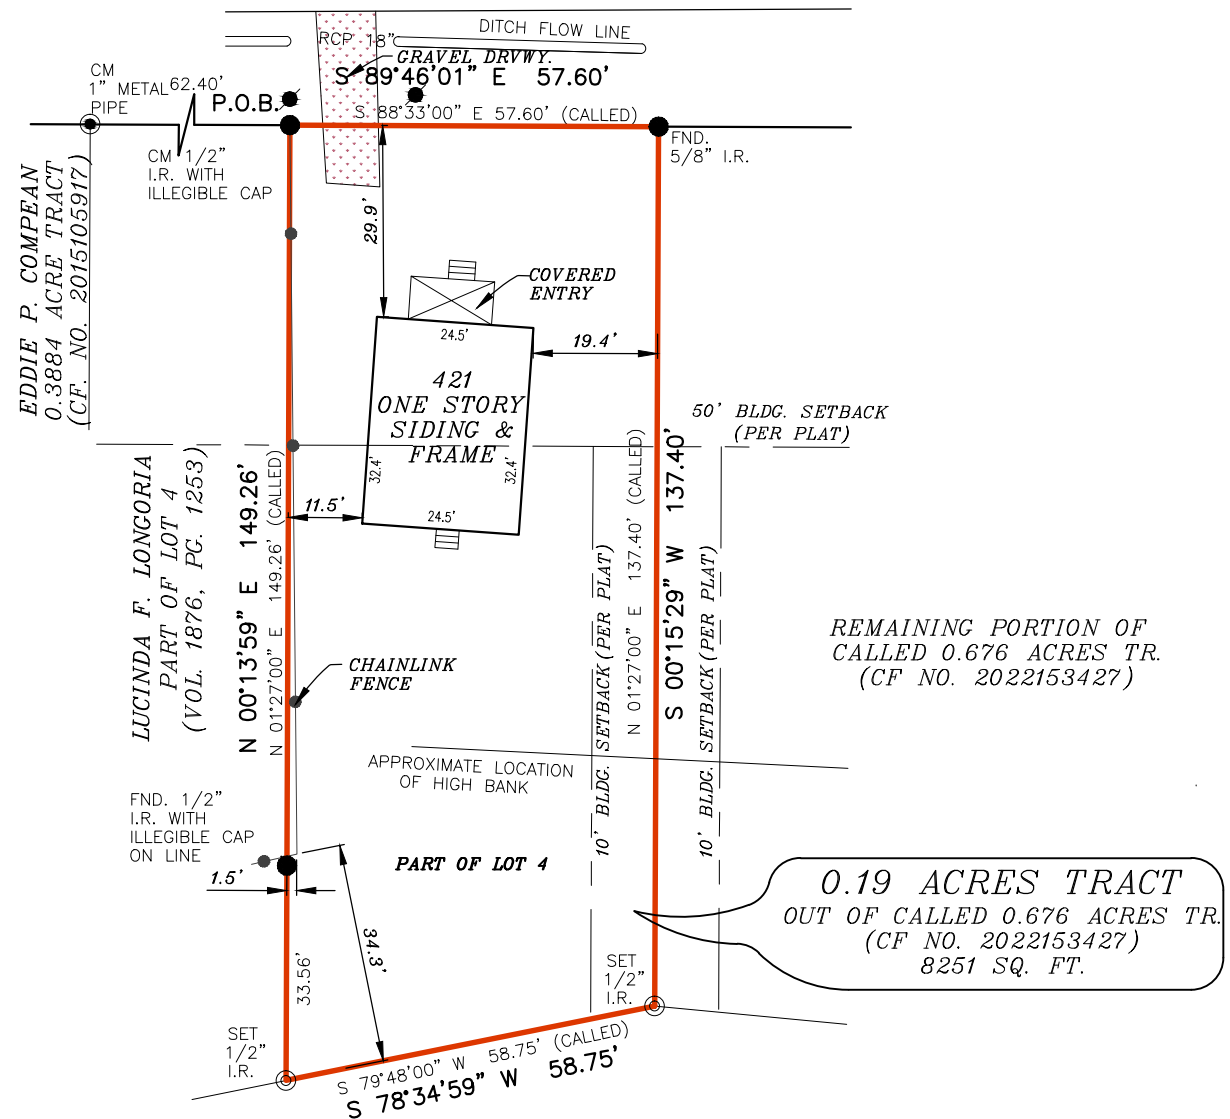 DITCH FLOW LINE
RCP 18"
GRAVEL DRVWY.
S 89°46'01" E 57.60'
S 88°33'00" E 57.60' (CALLED)
CM
1" METAL
PIPE
62.40'
P.O.B.
CM 1/2"
I.R. WITH
ILLEGIBLE CAP
FND.
5/8" I.R.
EDDIE P. COMPEAN
0.3884 ACRE TRACT
(CF. NO. 2015105917)
29.9'
COVERED
ENTRY
24.5'
19.4'
421
ONE STORY
SIDING &
FRAME
32.4'
32.4'
24.5'
11.5'
50' BLDG. SETBACK
(PER PLAT)
LUCINDA F. LONGORIA
PART OF LOT 4
(VOL. 1876, PG. 1253)
N 00°13'59" E 149.26'
N 01°27'00" E 149.26' (CALLED)
10' BLDG. SETBACK (PER PLAT)
N 01°27'00" E 137.40' (CALLED)
S 00°15'29" W 137.40'
10' BLDG. SETBACK (PER PLAT)
REMAINING PORTION OF
CALLED 0.676 ACRES TR.
(CF NO. 2022153427)
CHAINLINK
FENCE
APPROXIMATE LOCATION
OF HIGH BANK
FND. 1/2"
I.R. WITH
ILLEGIBLE CAP
ON LINE
1.5'
PART OF LOT 4
0.19 ACRES TRACT
OUT OF CALLED 0.676 ACRES TR.
(CF NO. 2022153427)
8251 SQ. FT.
34.3'
33.56'
SET
1/2"
I.R.
SET
1/2"
I.R.
S 79°48'00" W 58.75' (CALLED)
S 78°34'59" W 58.75'